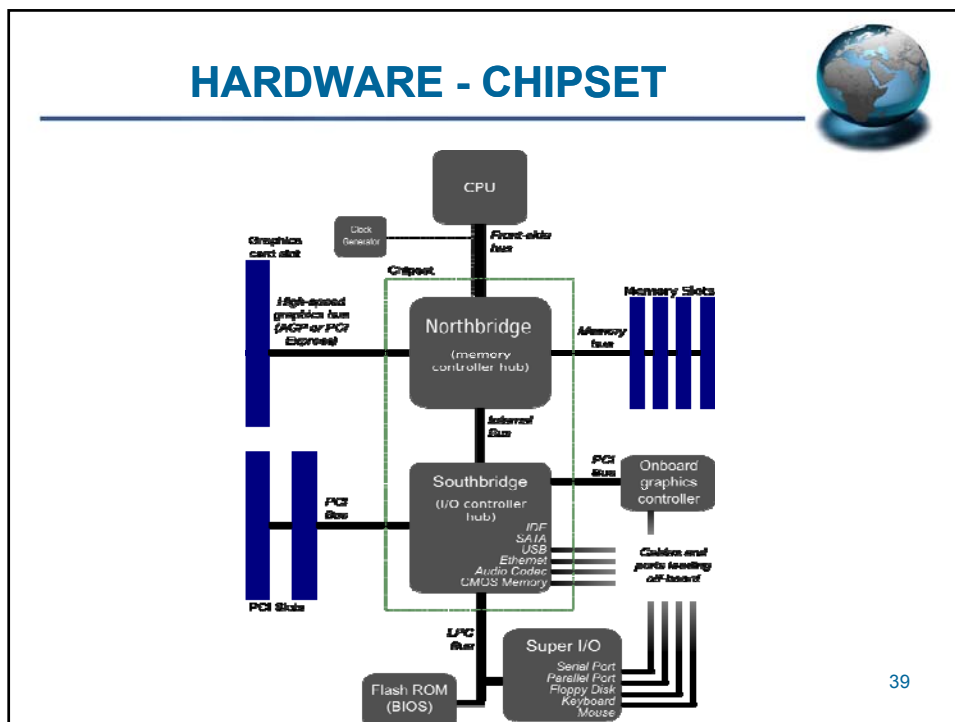 HARDWARE - CHIPSET
CPU
Clock
Generator
Front-side
bus
Graphics
card slot
Chipset
High-speed
graphics bus
(AGP or PCI
Express)
Northbridge
(memory
controller hub)
Memory
bus
Memory Slots
Internal
Bus
Southbridge
(I/O controller
hub)
PCI
Bus
PCI
Bus
Onboard
graphics
controller
IDE
SATA
USB
Ethernet
Audio Codec
CMOS Memory
Cables and
ports leading
off-board
PCI Slots
LPC
Bus
Super I/O
Serial Port
Parallel Port
Floppy Disk
Keyboard
Mouse
Flash ROM
(BIOS)
39